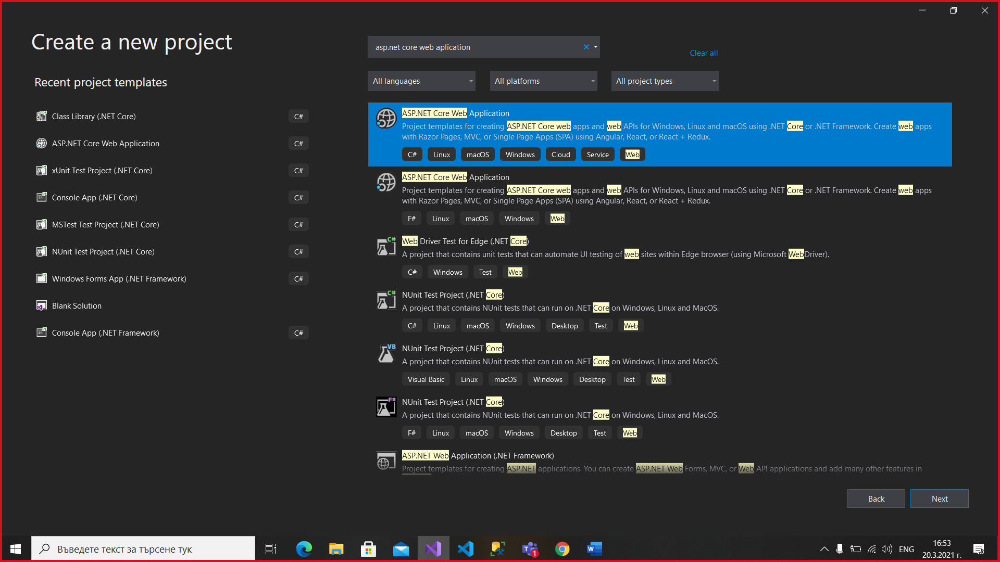 Create a new project
Recent project templates
Class Library (.NET Core) C#
ASP.NET Core Web Application C#
xUnit Test Project (.NET Core) C#
Console App (.NET Core) C#
MSTest Test Project (.NET Core) C#
NUnit Test Project (.NET Core) C#
Windows Forms App (.NET Framework) C#
Blank Solution
Console App (.NET Framework) C#
asp.net core web aplication
Clear all
All languages All platforms All project types
ASP.NET Core Web Application
Project templates for creating ASP.NET Core web apps and web APIs for Windows, Linux and macOS using .NET Core or .NET Framework. Create web apps
with Razor Pages, MVC, or Single Page Apps (SPA) using Angular, React, or React + Redux.
C# Linux macOS Windows Cloud Service Web
ASP.NET Core Web Application
Project templates for creating ASP.NET Core web apps and web APIs for Windows, Linux and macOS using .NET Core or .NET Framework. Create web apps
with Razor Pages, MVC, or Single Page Apps (SPA) using Angular, React, or React + Redux.
F# Linux macOS Windows Web
C#
Web Driver Test for Edge (.NET Core)
A project that contains unit tests that can automate UI testing of web sites within Edge browser (using Microsoft WebDriver).
C# Windows Test Web
C#
NUnit Test Project (.NET Core)
A project that contains NUnit tests that can run on .NET Core on Windows, Linux and MacOS.
C# Linux macOS Windows Desktop Test Web
VB
NUnit Test Project (.NET Core)
A project that contains NUnit tests that can run on .NET Core on Windows, Linux and MacOS.
Visual Basic Linux macOS Windows Desktop Test Web
F#
NUnit Test Project (.NET Core)
A project that contains NUnit tests that can run on .NET Core on Windows, Linux and MacOS.
F# Linux macOS Windows Desktop Test Web
ASP.NET Web Application (.NET Framework)
Project templates for creating ASP.NET applications. You can create ASP.NET Web Forms, MVC, or Web API applications and add many other features in
Back Next
Въведете текст за търсене тук
T 1
W
ENG
16:53
20.3.2021 г.